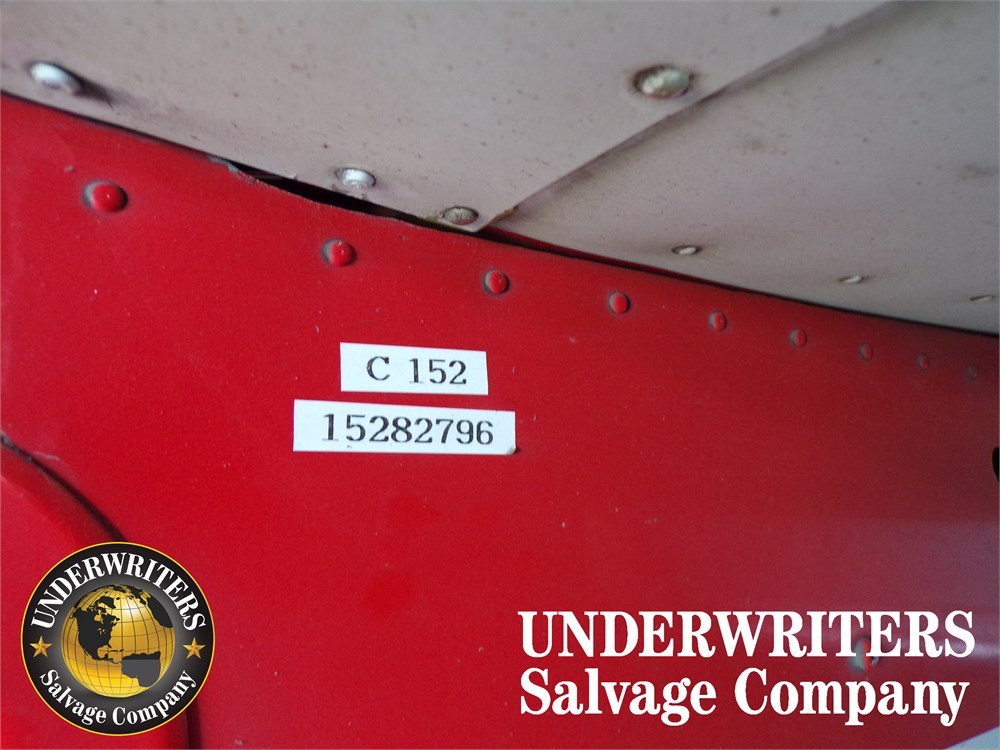 C 152
15282796
UNDERWRITERS
Salvage Company
UNDERWRITERS
Salvage Company